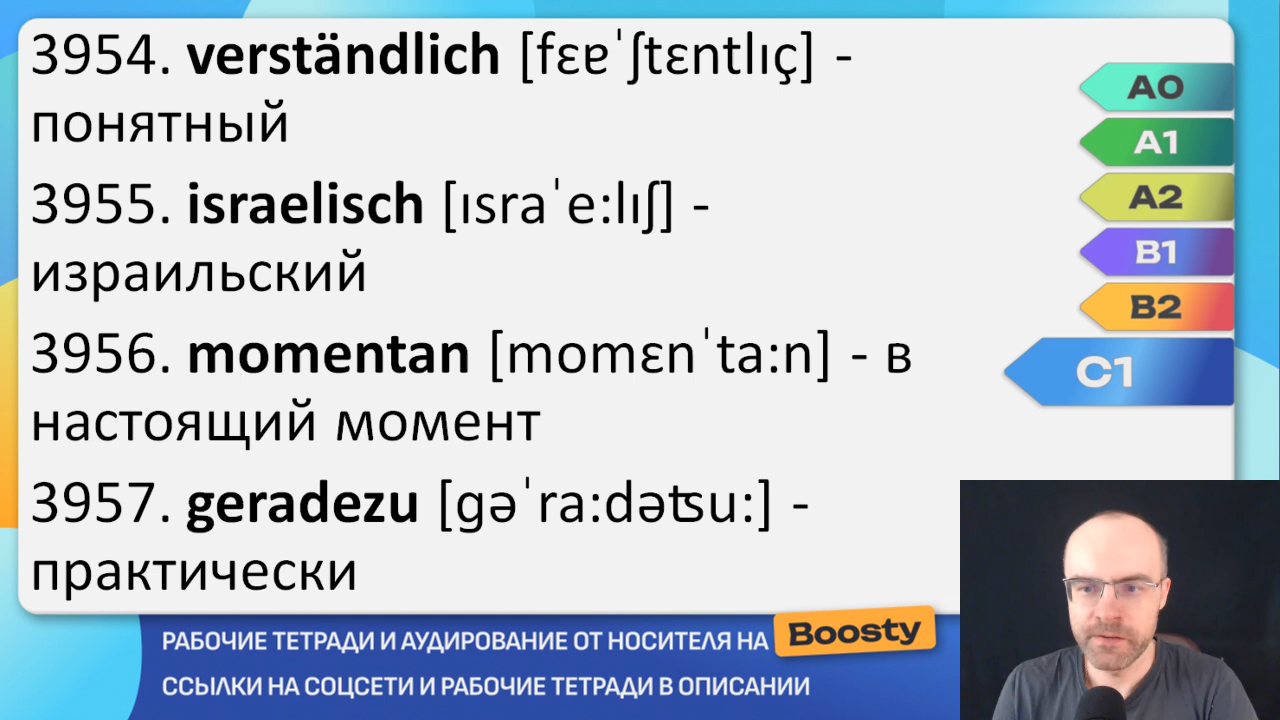 3954. verständlich [fɛɐˈʃtɛntlɪç] -
понятный
3955. israelisch [ɪsraˈe:lɪʃ] -
израильский
3956. momentan [momɛnˈta:n] - в
настоящий момент
3957. geradezu [ɡəˈra:dəʦu:] -
практически
A0
A1
A2
B1
B2
C1
РАБОЧИЕ ТЕТРАДИ И АУДИРОВАНИЕ ОТ НОСИТЕЛЯ НА Boosty
ССЫЛКИ НА СОЦСЕТИ И РАБОЧИЕ ТЕТРАДИ В ОПИСАНИИ